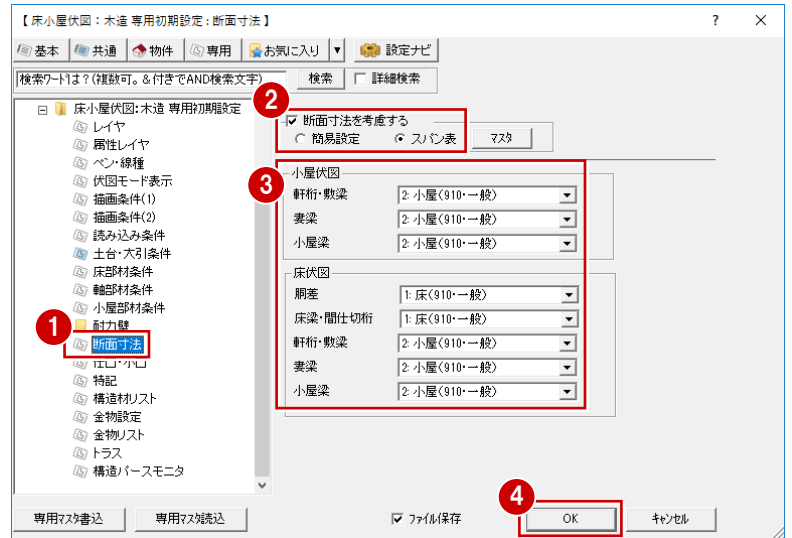 【 床小屋伏図：木造 専用初期設定 : 断面寸法 】 ? ×
基本 共通 物件 専用 お気に入り ▼ 設定ナビ
検索ワードは？(複数可。＆付きでAND検索文字) 検索 詳細検索
床小屋伏図:木造 専用初期設定
レイヤ
属性レイヤ
ペン・線種
伏図モード表示
描画条件(1)
描画条件(2)
読み込み条件
土台・大引条件
床部材条件
軸部材条件
小屋部材条件
耐力壁
1
断面寸法
仕口・小口
特記
構造材リスト
金物設定
金物リスト
トラス
構造パースモニタ
2
断面寸法を考慮する
簡易設定 スパン表 マスタ
3
小屋伏図
軒桁・敷梁 2: 小屋(910・一般)
妻梁 2: 小屋(910・一般)
小屋梁 2: 小屋(910・一般)
床伏図
胴差 1: 床(910・一般)
床梁・間仕切桁 1: 床(910・一般)
軒桁・敷梁 2: 小屋(910・一般)
妻梁 2: 小屋(910・一般)
小屋梁 2: 小屋(910・一般)
4
専用マスタ書込 専用マスタ読込 ファイル保存 OK キャンセル